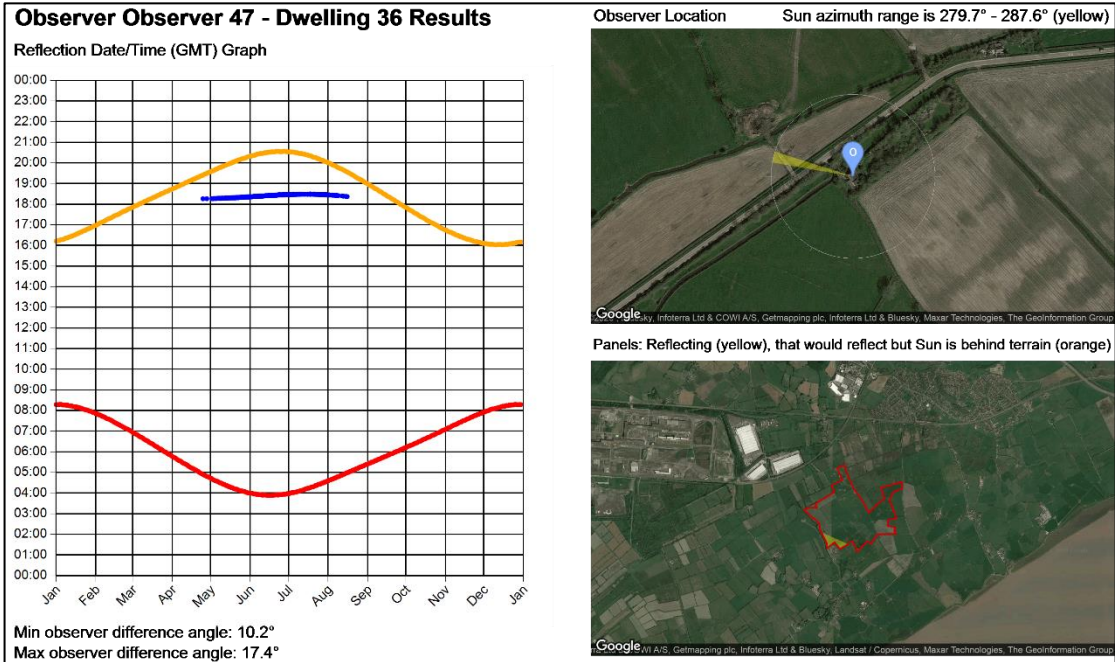 Observer Observer 47 - Dwelling 36 Results
Reflection Date/Time (GMT) Graph
00:00
23:00
22:00
21:00
20:00
19:00
18:00
17:00
16:00
15:00
14:00
13:00
12:00
11:00
10:00
09:00
08:00
07:00
06:00
05:00
04:00
03:00
02:00
01:00
00:00
Jan Feb Mar Apr May Jun Jul Aug Sep Oct Nov Dec Jan
Min observer difference angle: 10.2°
Max observer difference angle: 17.4°
Observer Location Sun azimuth range is 279.7° - 287.6° (yellow)
O
Google
Infoterra Ltd & COWI A/S, Getmapping plc, Infoterra Ltd & Bluesky, Maxar Technologies, The GeoInformation Group
Panels: Reflecting (yellow), that would reflect but Sun is behind terrain (orange)
Google
A/S, Getmapping plc, Infoterra Ltd & Bluesky, Landsat / Copernicus, Maxar Technologies, The GeoInformation Group